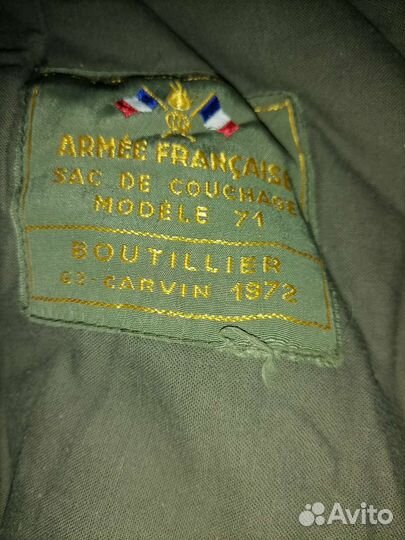 ARMÉE FRANÇAISE
SAC DE COUCHAGE
MODÈLE 71
BOUTILLIER
62-CARVIN 1972
Avito